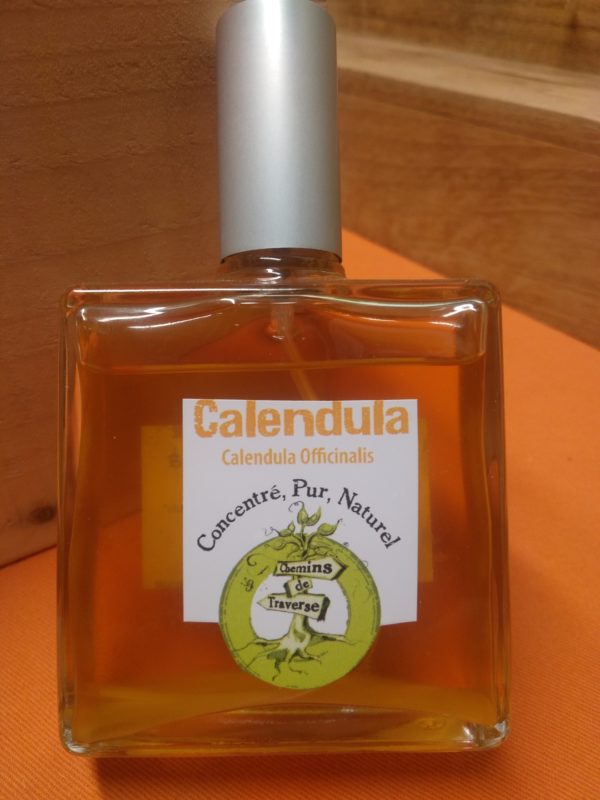 Calendula
Calendula Officinalis
Concentré, Pur, Naturel
Chemins
de
Traverse